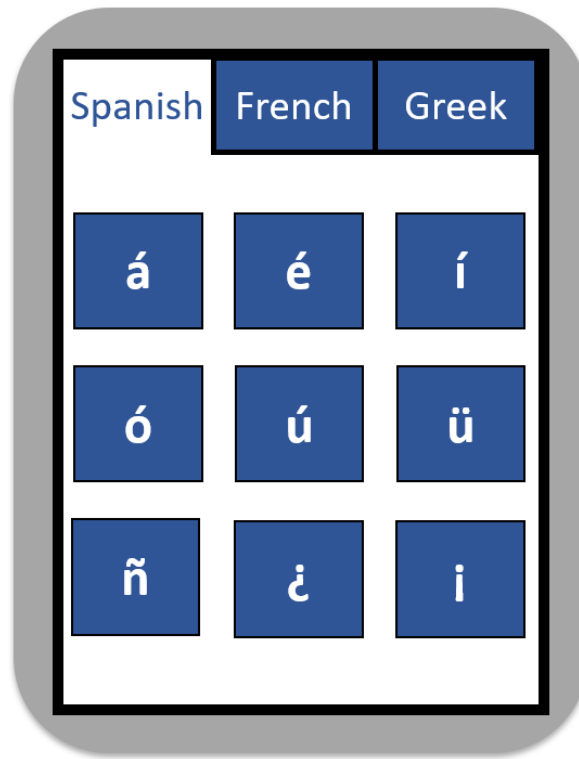 Spanish French Greek
á é í
ó ú ü
ñ ¿ ¡